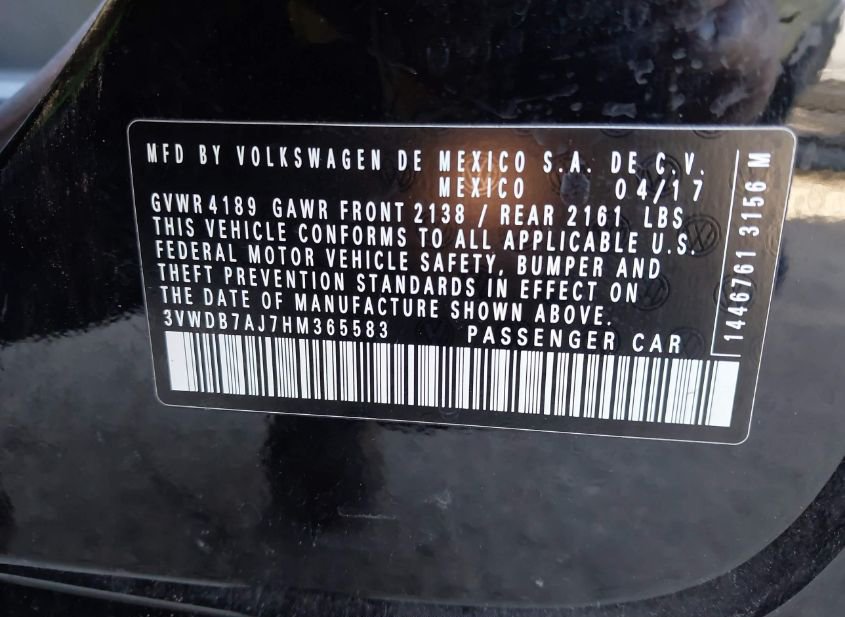 MFD BY VOLKSWAGEN DE MEXICO S.A. DE C.V.
MEXICO 04/17
GVWR 4189 GAWR FRONT 2138 / REAR 2161 LBS
THIS VEHICLE CONFORMS TO ALL APPLICABLE U.S.
FEDERAL MOTOR VEHICLE SAFETY, BUMPER AND
THEFT PREVENTION STANDARDS IN EFFECT ON
THE DATE OF MANUFACTURE SHOWN ABOVE.
3VWDB7AJ7HM365583 PASSENGER CAR
1446761 3156 M